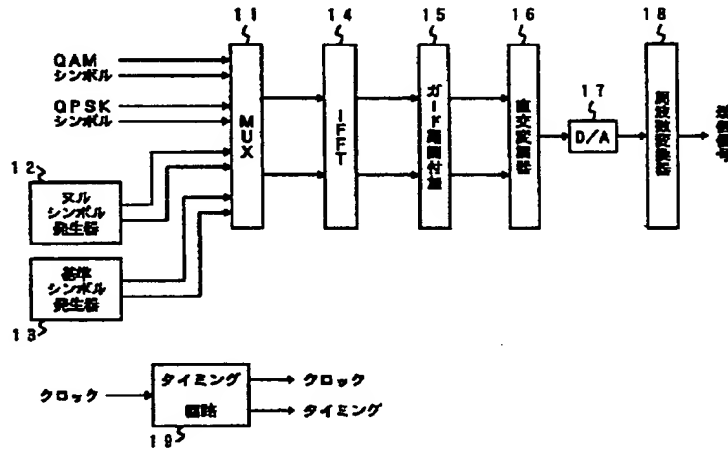 11
14
15
16
17
18
QAM
シンボル
QPSK
シンボル
MUX
IFFT
ガード期間付加
直交変調器
D/A
周波数変換器
送信信号
12
ヌル
シンボル
発生器
基準
シンボル
発生器
13
クロック
タイミング
回路
19
クロック
タイミング